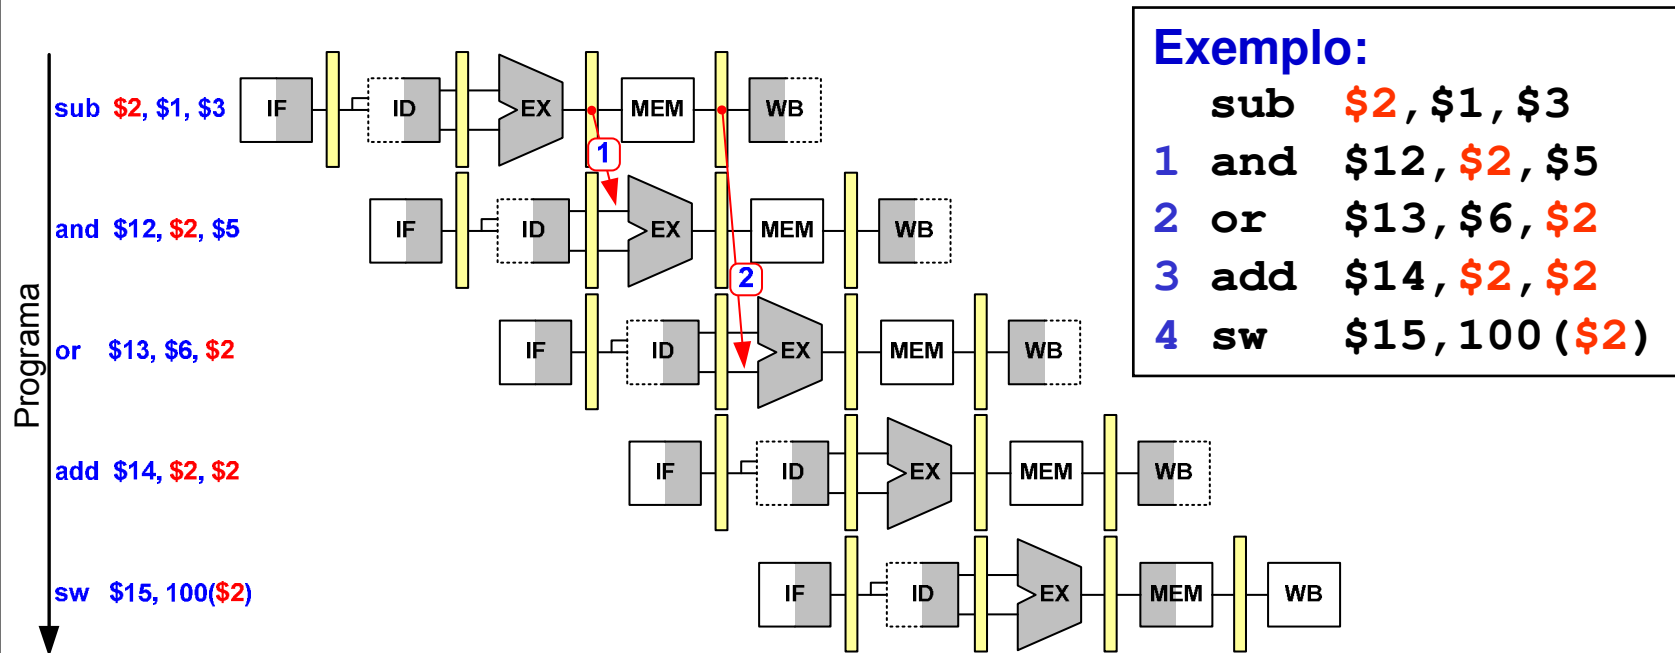 Exemplo:
sub $2,$1,$3
1 and $12,$2,$5
2 or $13,$6,$2
3 add $14,$2,$2
4 sw $15,100($2)
Programa
sub $2, $1, $3 IF ID EX MEM WB
1
and $12, $2, $5 IF ID EX MEM WB
2
or $13, $6, $2 IF ID EX MEM WB
add $14, $2, $2 IF ID EX MEM WB
sw $15, 100($2) IF ID EX MEM WB